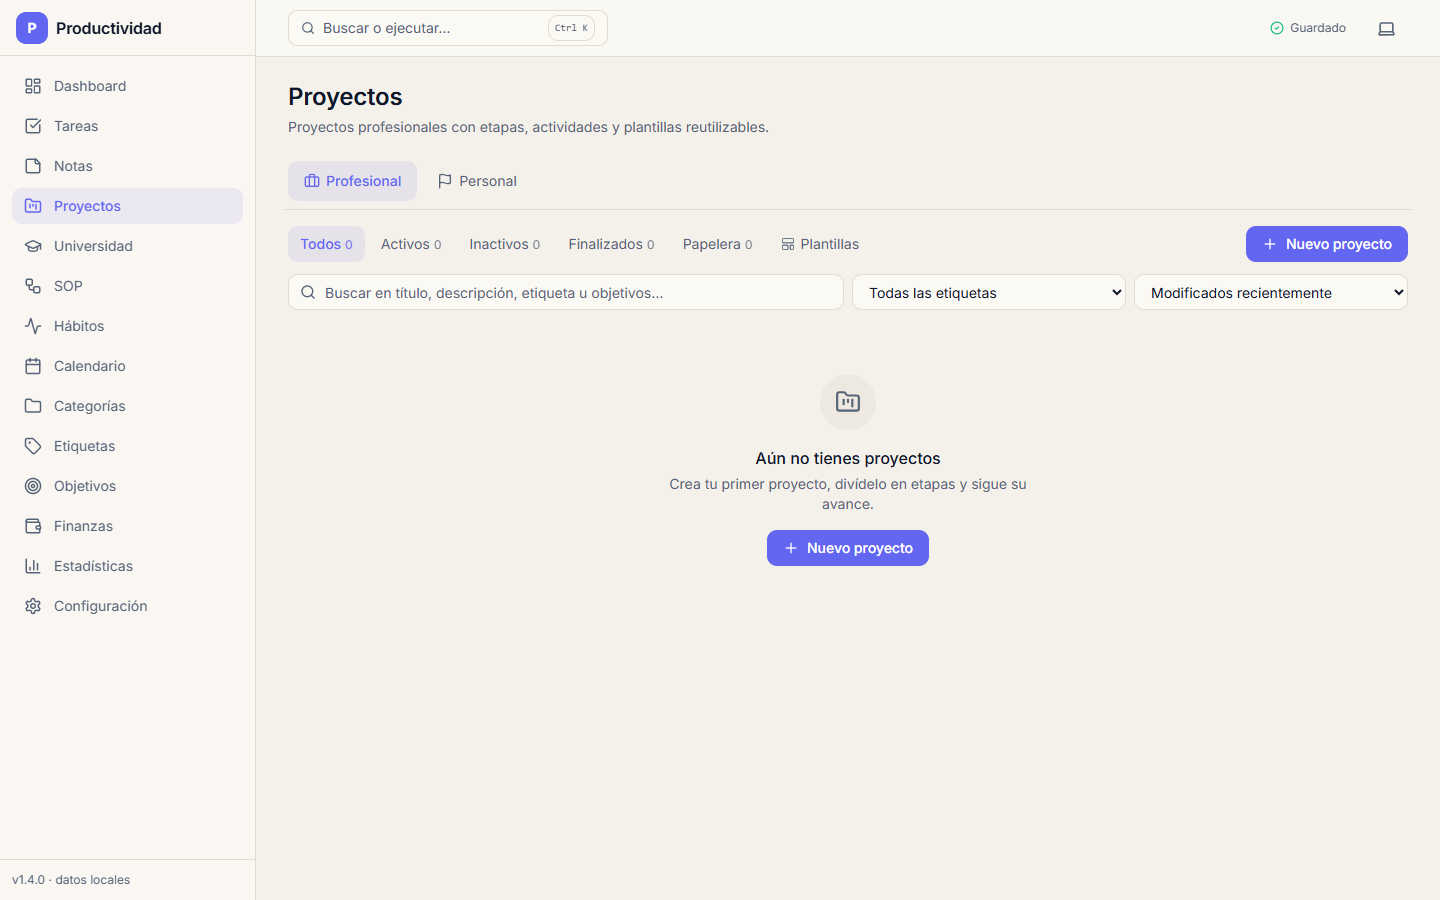 P Productividad
Buscar o ejecutar...
Ctrl K
Guardado
Dashboard
Tareas
Notas
Proyectos
Universidad
SOP
Hábitos
Calendario
Categorías
Etiquetas
Objetivos
Finanzas
Estadísticas
Configuración
v1.4.0 · datos locales
Proyectos
Proyectos profesionales con etapas, actividades y plantillas reutilizables.
Profesional
Personal
Todos 0
Activos 0
Inactivos 0
Finalizados 0
Papelera 0
Plantillas
Nuevo proyecto
Buscar en título, descripción, etiqueta u objetivos...
Todas las etiquetas
Modificados recientemente
Aún no tienes proyectos
Crea tu primer proyecto, divídelo en etapas y sigue su
avance.
Nuevo proyecto